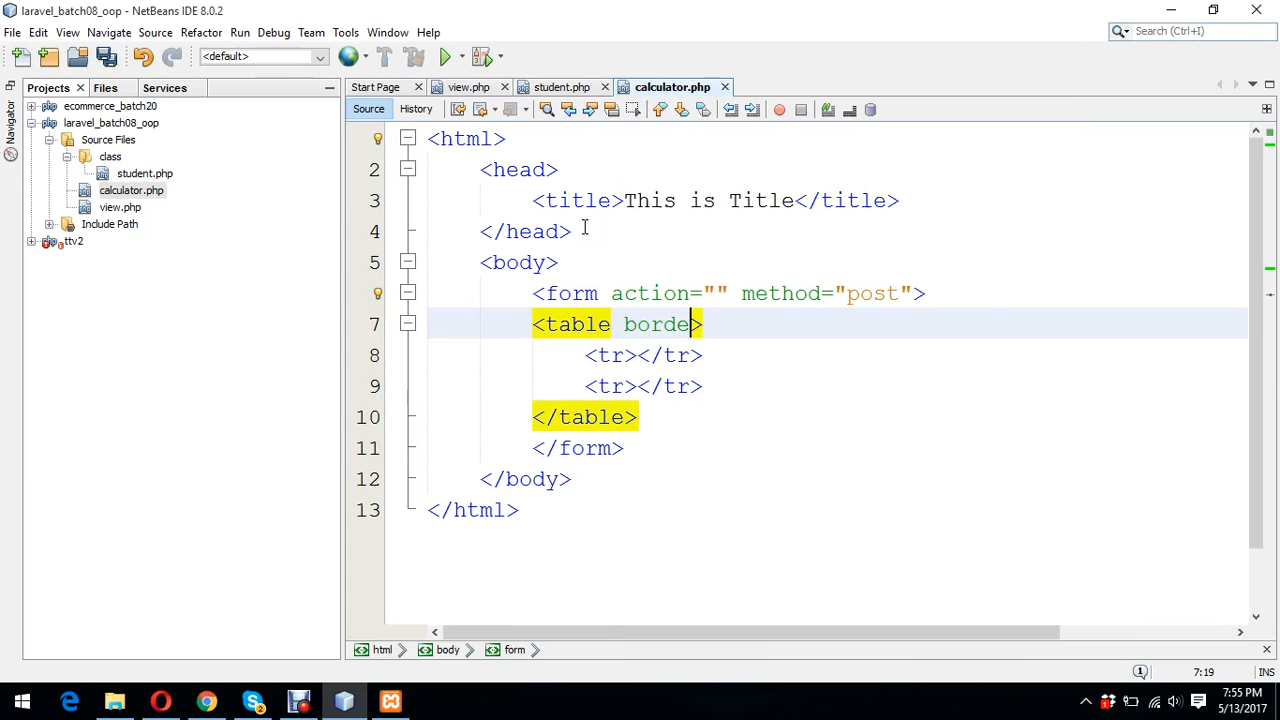 laravel_batch08_oop - NetBeans IDE 8.0.2
File Edit View Navigate Source Refactor Run Debug Team Tools Window Help
Search (Ctrl+I)
<default>
Projects Files Services
Start Page view.php student.php calculator.php
Navigator
Source History
ecommerce_batch20
laravel_batch08_oop
Source Files
class
student.php
calculator.php
view.php
Include Path
ttv2
<html>
2 <head>
3 <title>This is Title</title>
4 </head>
5 <body>
<form action="" method="post">
7 <table borde>
8 <tr></tr>
9 <tr></tr>
10 </table>
11 </form>
12 </body>
13 </html>
html body form
1 7:19 INS
7:55 PM
5/13/2017